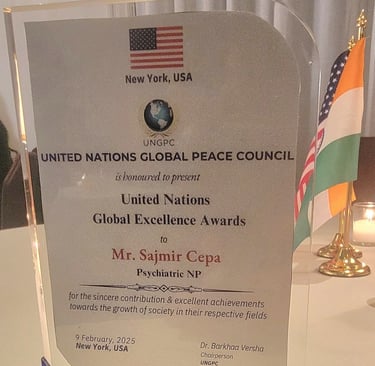 New York, USA
UNGPC
UNITED NATIONS GLOBAL PEACE COUNCIL
is honoured to present
United Nations
Global Excellence Awards
to
Mr. Sajmir Cepa
Psychiatric NP
for the sincere contribution & excellent achievements
towards the growth of society in their respective fields
9 February, 2025
New York, USA
Dr. Barkhaa Versha
Chairperson
UNGPC